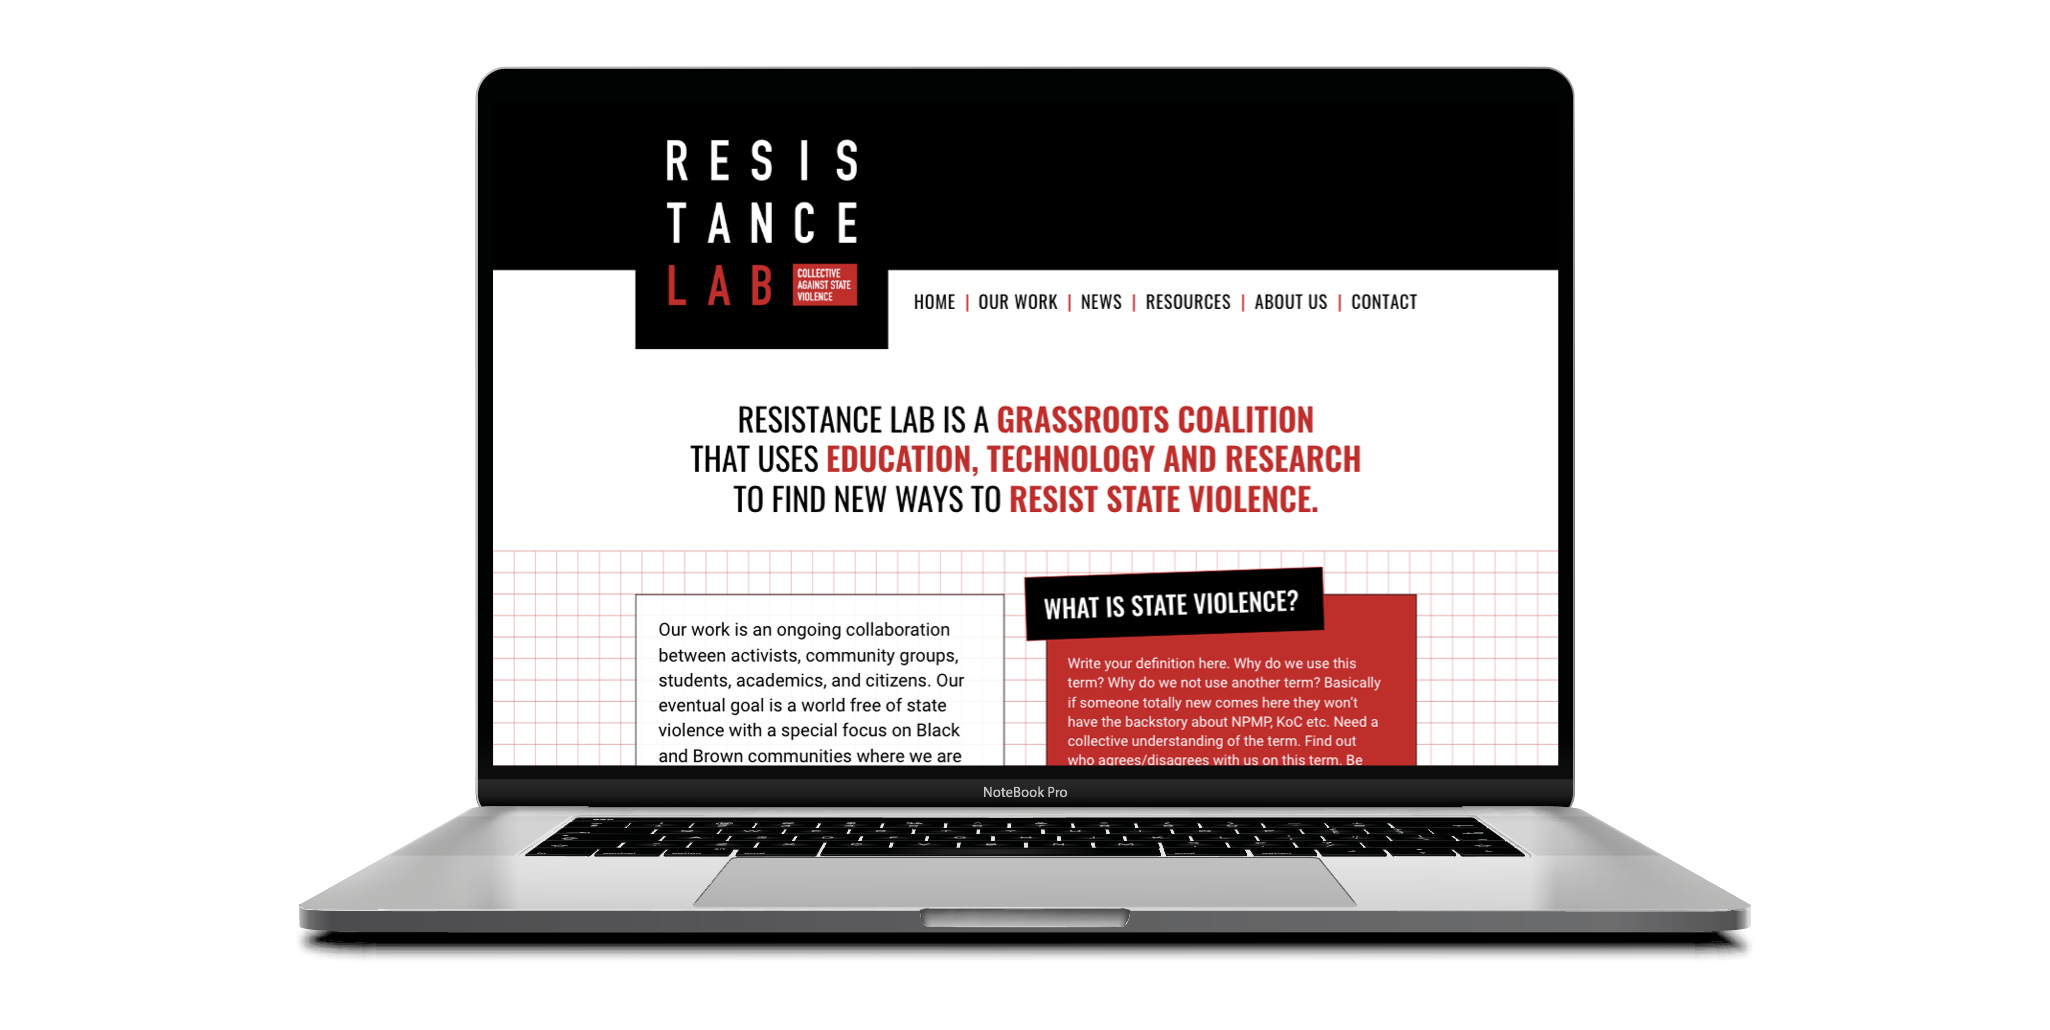 RESIS
TANCE
LAB
COLLECTIVE
AGAINST STATE
VIOLENCE
HOME | OUR WORK | NEWS | RESOURCES | ABOUT US | CONTACT
RESISTANCE LAB IS A GRASSROOTS COALITION
THAT USES EDUCATION, TECHNOLOGY AND RESEARCH
TO FIND NEW WAYS TO RESIST STATE VIOLENCE.
Our work is an ongoing collaboration
between activists, community groups,
students, academics, and citizens. Our
eventual goal is a world free of state
violence with a special focus on Black
and Brown communities where we are
WHAT IS STATE VIOLENCE?
Write your definition here. Why do we use this
term? Why do we not use another term? Basically
if someone totally new comes here they won't
have the backstory about NPMP, KoC etc. Need a
collective understanding of the term. Find out
who agrees/disagrees with us on this term. Be
NoteBook Pro